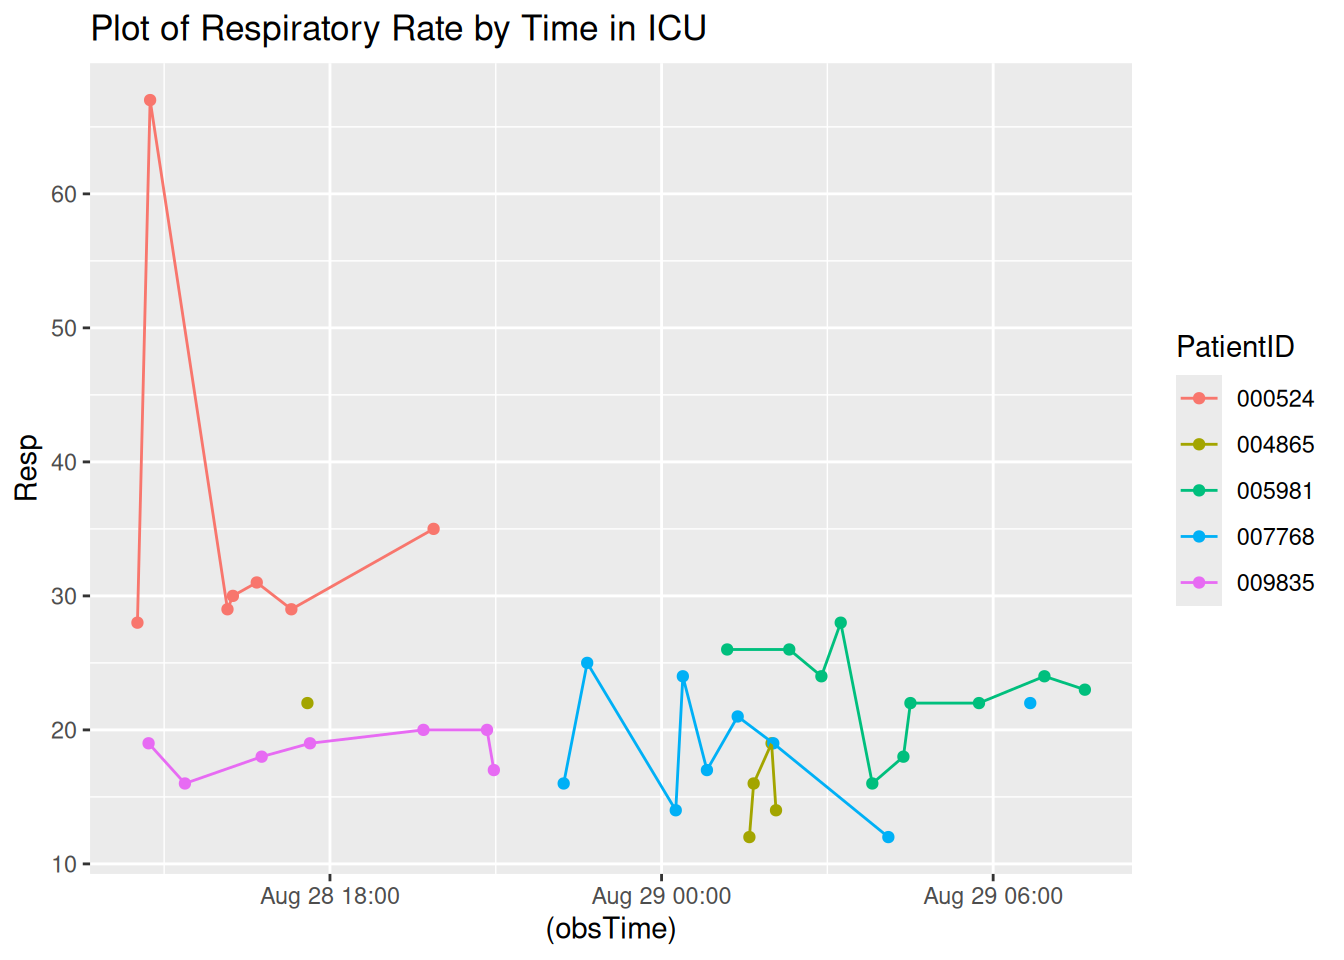 Plot of Respiratory Rate by Time in ICU
60
50
40
30
20
10
Resp
Aug 28 18:00
Aug 29 00:00
Aug 29 06:00
(obsTime)
PatientID
000524
004865
005981
007768
009835